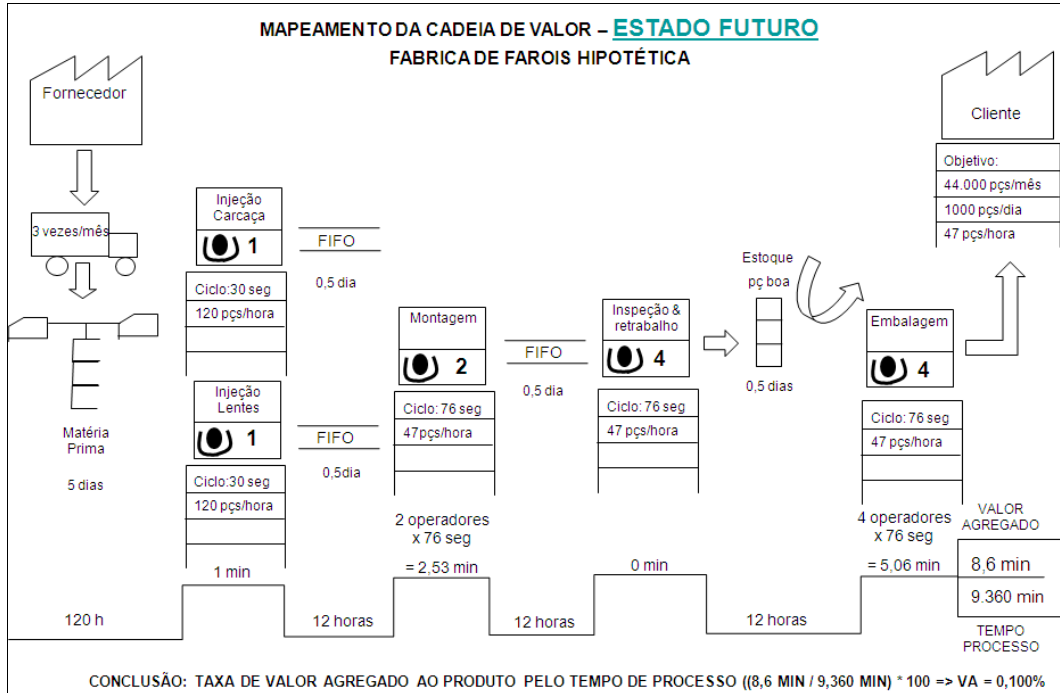 MAPEAMENTO DA CADEIA DE VALOR – ESTADO FUTURO
FABRICA DE FAROIS HIPOTÉTICA
Fornecedor
3 vezes/mês
Matéria
Prima
5 dias
Injeção
Carcaça
1
Ciclo:30 seg
120 pçs/hora
FIFO
0,5 dia
Injeção
Lentes
1
Ciclo:30 seg
120 pçs/hora
FIFO
0,5dia
Montagem
2
Ciclo: 76 seg
47pçs/hora
2 operadores
x 76 seg
= 2,53 min
FIFO
0,5 dia
Inspeção &
retrabalho
4
Ciclo: 76 seg
47 pçs/hora
Estoque
pç boa
0,5 dias
Embalagem
4
Ciclo: 76 seg
47 pçs/hora
4 operadores
x 76 seg
= 5,06 min
Cliente
Objetivo:
44.000 pçs/mês
1000 pçs/dia
47 pçs/hora
120 h
1 min
12 horas
12 horas
0 min
12 horas
VALOR
AGREGADO
8,6 min
9.360 min
TEMPO
PROCESSO
CONCLUSÃO: TAXA DE VALOR AGREGADO AO PRODUTO PELO TEMPO DE PROCESSO ((8,6 MIN / 9,360 MIN) * 100 => VA = 0,100%